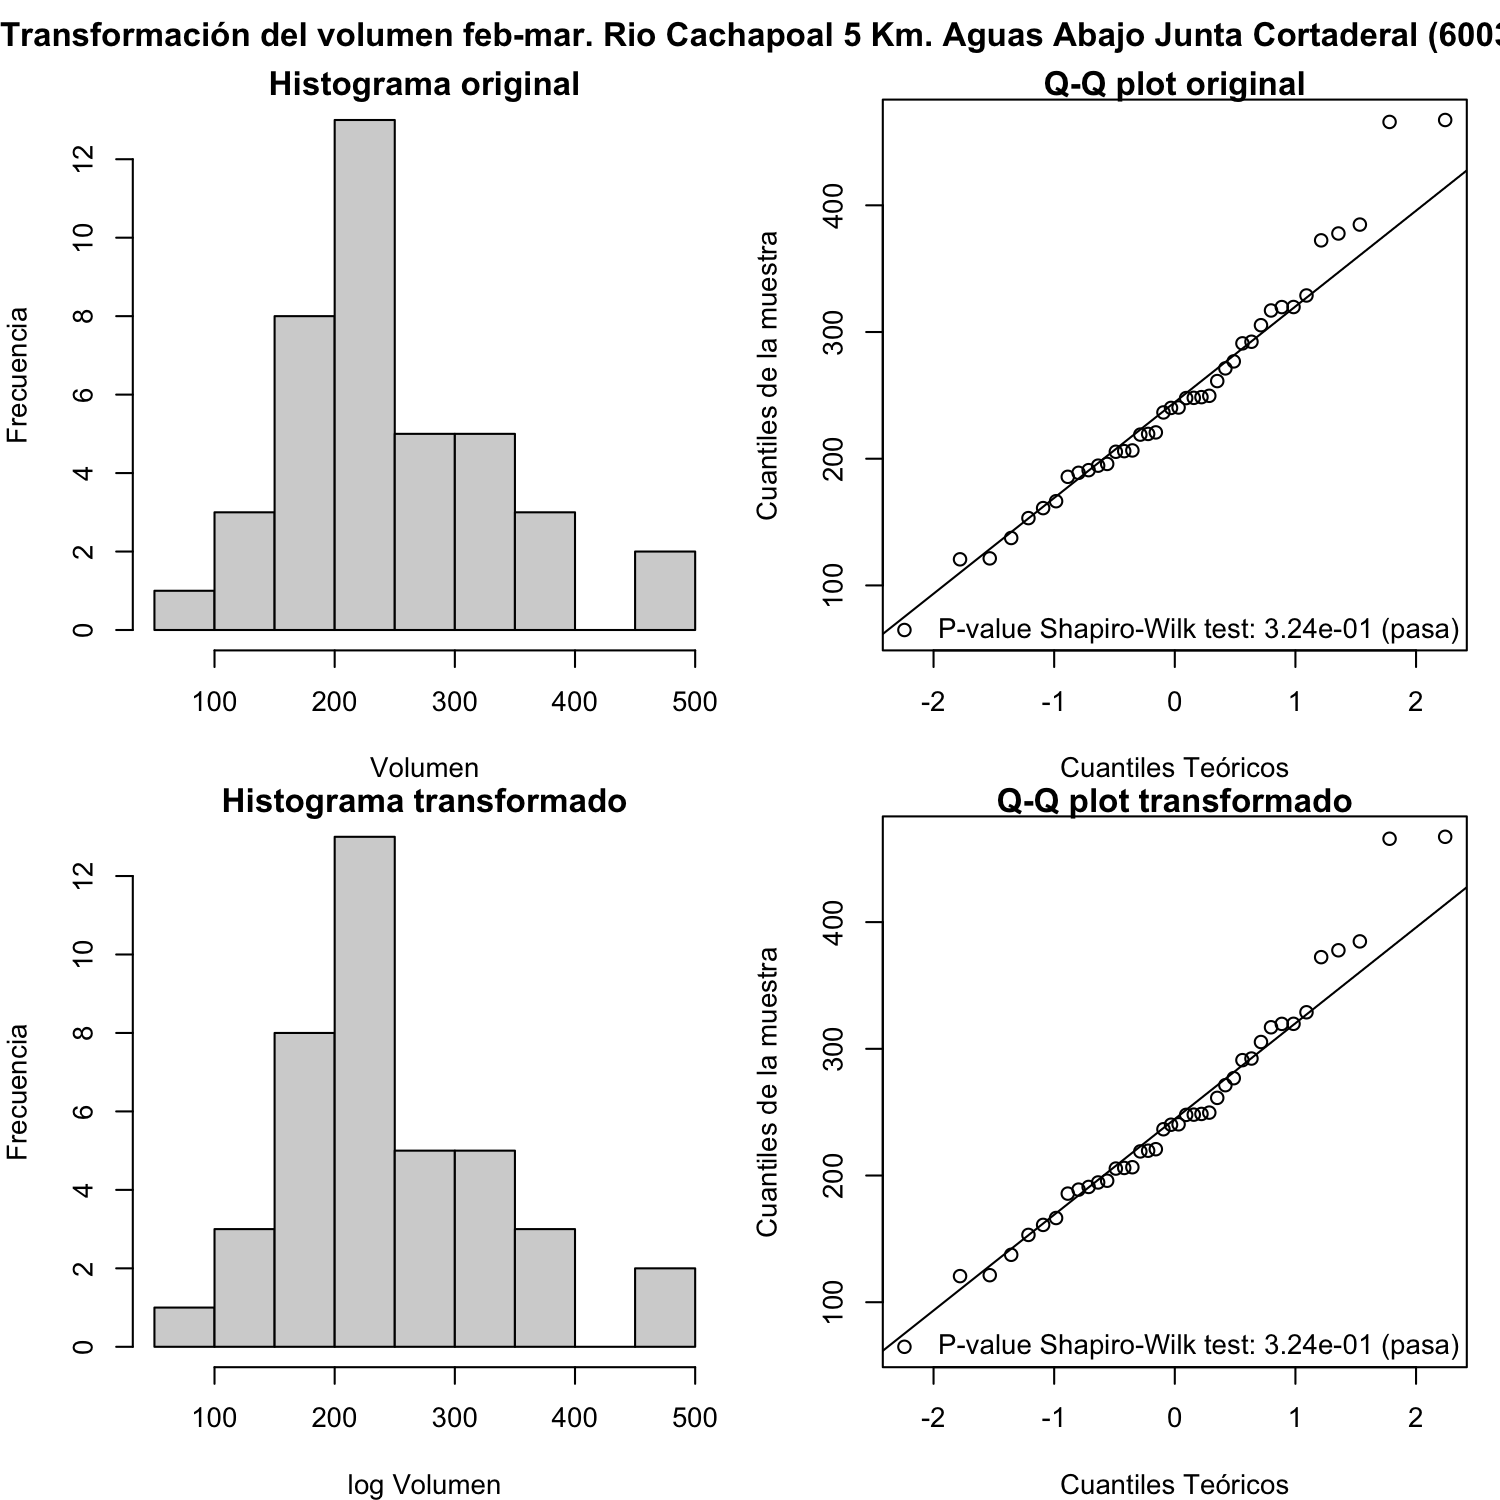 Transformación del volumen feb-mar. Rio Cachapoal 5 Km. Aguas Abajo Junta Cortaderal (6003
Histograma original
Frecuencia
0 2 4 6 8 10 12
100 200 300 400 500
Volumen
Q-Q plot original
Cuantiles de la muestra
100 200 300 400
P-value Shapiro-Wilk test: 3.24e-01 (pasa)
-2 -1 0 1 2
Cuantiles Teóricos
Histograma transformado
Frecuencia
0 2 4 6 8 10 12
100 200 300 400 500
log Volumen
Q-Q plot transformado
Cuantiles de la muestra
100 200 300 400
P-value Shapiro-Wilk test: 3.24e-01 (pasa)
-2 -1 0 1 2
Cuantiles Teóricos